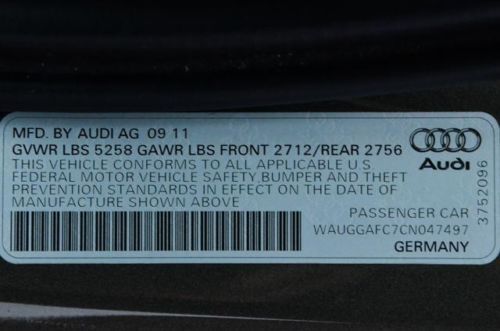 MFD. BY AUDI AG 09 11
GVWR LBS 5258 GAWR LBS FRONT 2712/REAR 2756
THIS VEHICLE CONFORMS TO ALL APPLICABLE U S
FEDERAL MOTOR VEHICLE SAFETY, BUMPER AND THEFT
PREVENTION STANDARDS IN EFFECT ON THE DATE OF
MANUFACTURE SHOWN ABOVE
Audi
3752096
PASSENGER CAR
WAUGGAFC7CN047497
GERMANY